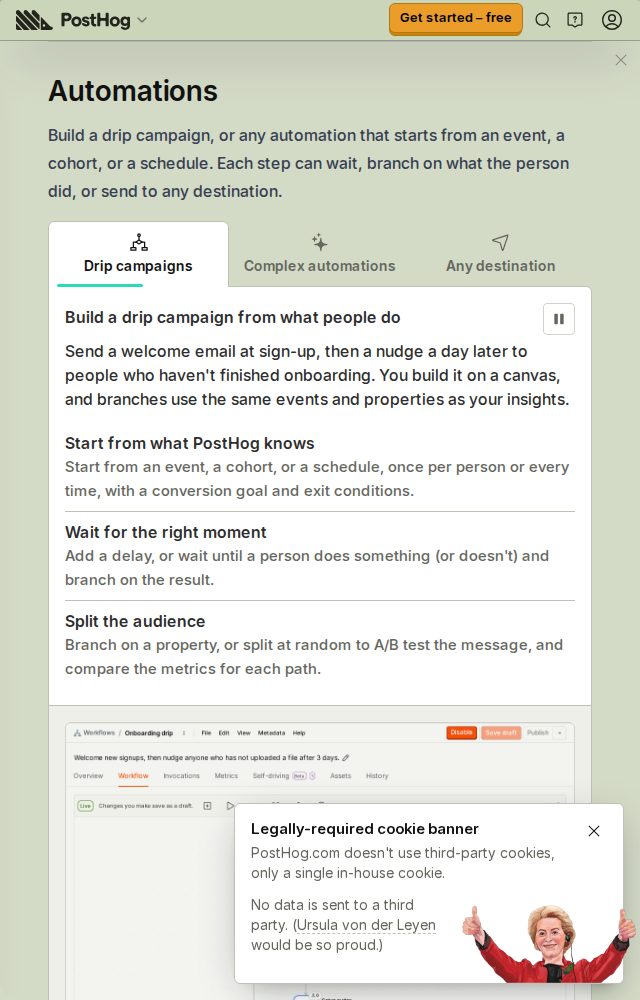 PostHog
Get started – free
Automations
Build a drip campaign, or any automation that starts from an event, a
cohort, or a schedule. Each step can wait, branch on what the person
did, or send to any destination.
Drip campaigns
Complex automations
Any destination
Build a drip campaign from what people do
Send a welcome email at sign-up, then a nudge a day later to
people who haven't finished onboarding. You build it on a canvas,
and branches use the same events and properties as your insights.
Start from what PostHog knows
Start from an event, a cohort, or a schedule, once per person or every
time, with a conversion goal and exit conditions.
Wait for the right moment
Add a delay, or wait until a person does something (or doesn't) and
branch on the result.
Split the audience
Branch on a property, or split at random to A/B test the message, and
compare the metrics for each path.
Workflows / Onboarding drip
File Edit View Metadata Help
Disable
Save draft
Publish
Welcome new signups, then nudge anyone who has not uploaded a file after 3 days.
Overview Workflow Invocations Metrics Self-driving Beta Assets History
Live Changes you make save as a draft.
Legally-required cookie banner
PostHog.com doesn't use third-party cookies,
only a single in-house cookie.
No data is sent to a third
party. (Ursula von der Leyen
would be so proud.)